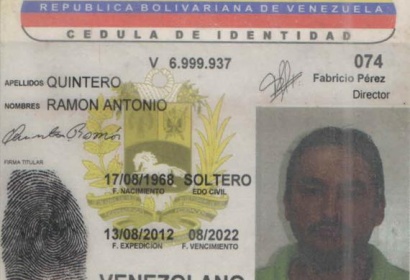 REPUBLICA BOLIVARIANA DE VENEZUELA
CEDULA DE IDENTIDAD
V 6.999.937
074
APELLIDOS QUINTERO
Fabricio Pérez
Director
NOMBRES RAMON ANTONIO
FIRMA TITULAR
17/08/1968 SOLTERO
F. NACIMIENTO EDO CIVIL
13/08/2012 08/2022
F. EXPEDICION F. VENCIMIENTO
VENEZOLANO